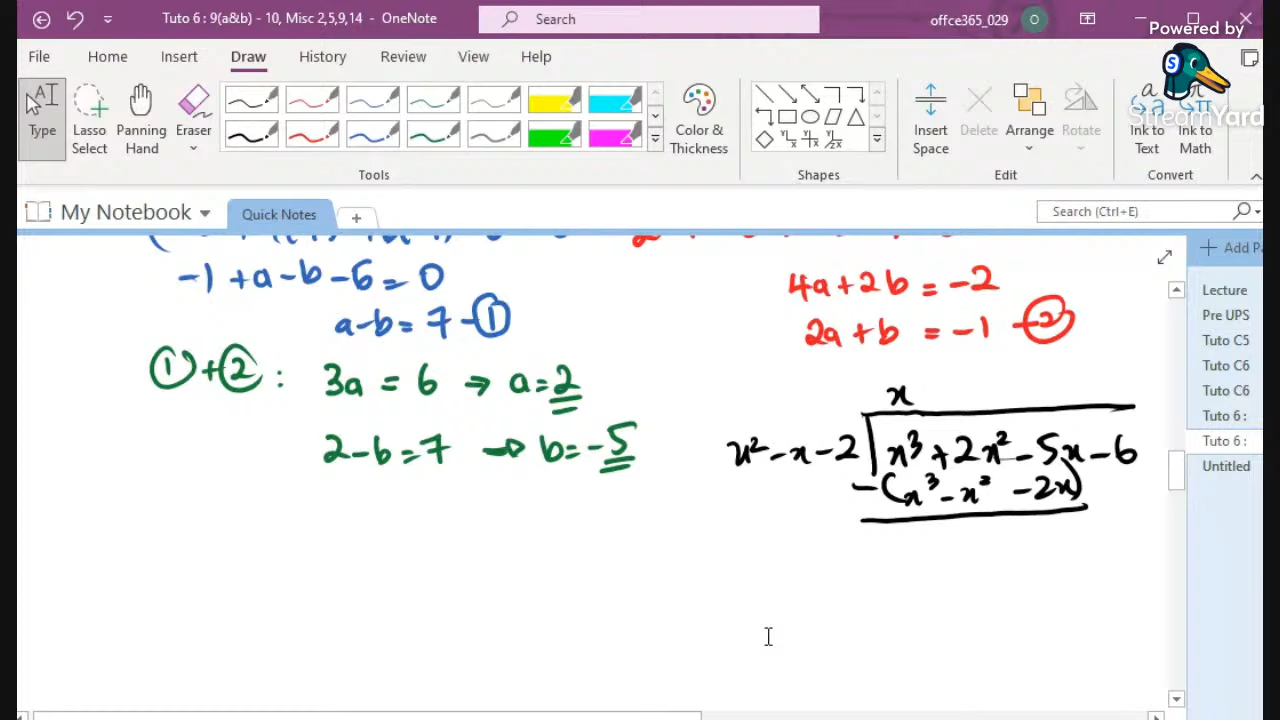 Tuto 6 : 9(a&b) - 10, Misc 2,5,9,14 - OneNote
Search
offce365_029
O
Powered by
StreamYard
File Home Insert Draw History Review View Help
Type
Lasso Select
Panning Hand
Eraser
Color & Thickness
Insert Space
Delete
Arrange
Rotate
Ink to Text
Ink to Math
Tools
Shapes
Edit
Convert
My Notebook
Quick Notes
Search (Ctrl+E)
Add Pa
Lecture
Pre UPS
Tuto C5
Tuto C6
Tuto C6
Tuto 6 :
Tuto 6 :
Untitled
-1 + a - b - 6 = 0
a - b = 7 - ①
4a + 2b = -2
2a + b = -1 - ②
① + ② : 3a = 6 → a = 2
2 - b = 7 → b = -5
x
x² - x - 2 x³ + 2x² - 5x - 6
-(x³ - x² - 2x)